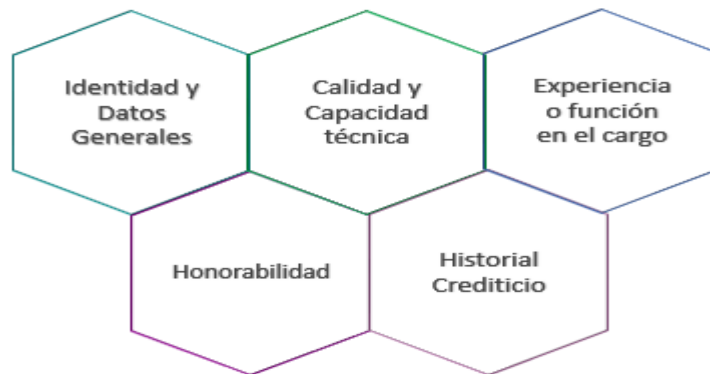 Identidad y
Datos
Generales
Calidad y
Capacidad
técnica
Experiencia
o función
en el cargo
Honorabilidad
Historial
Crediticio